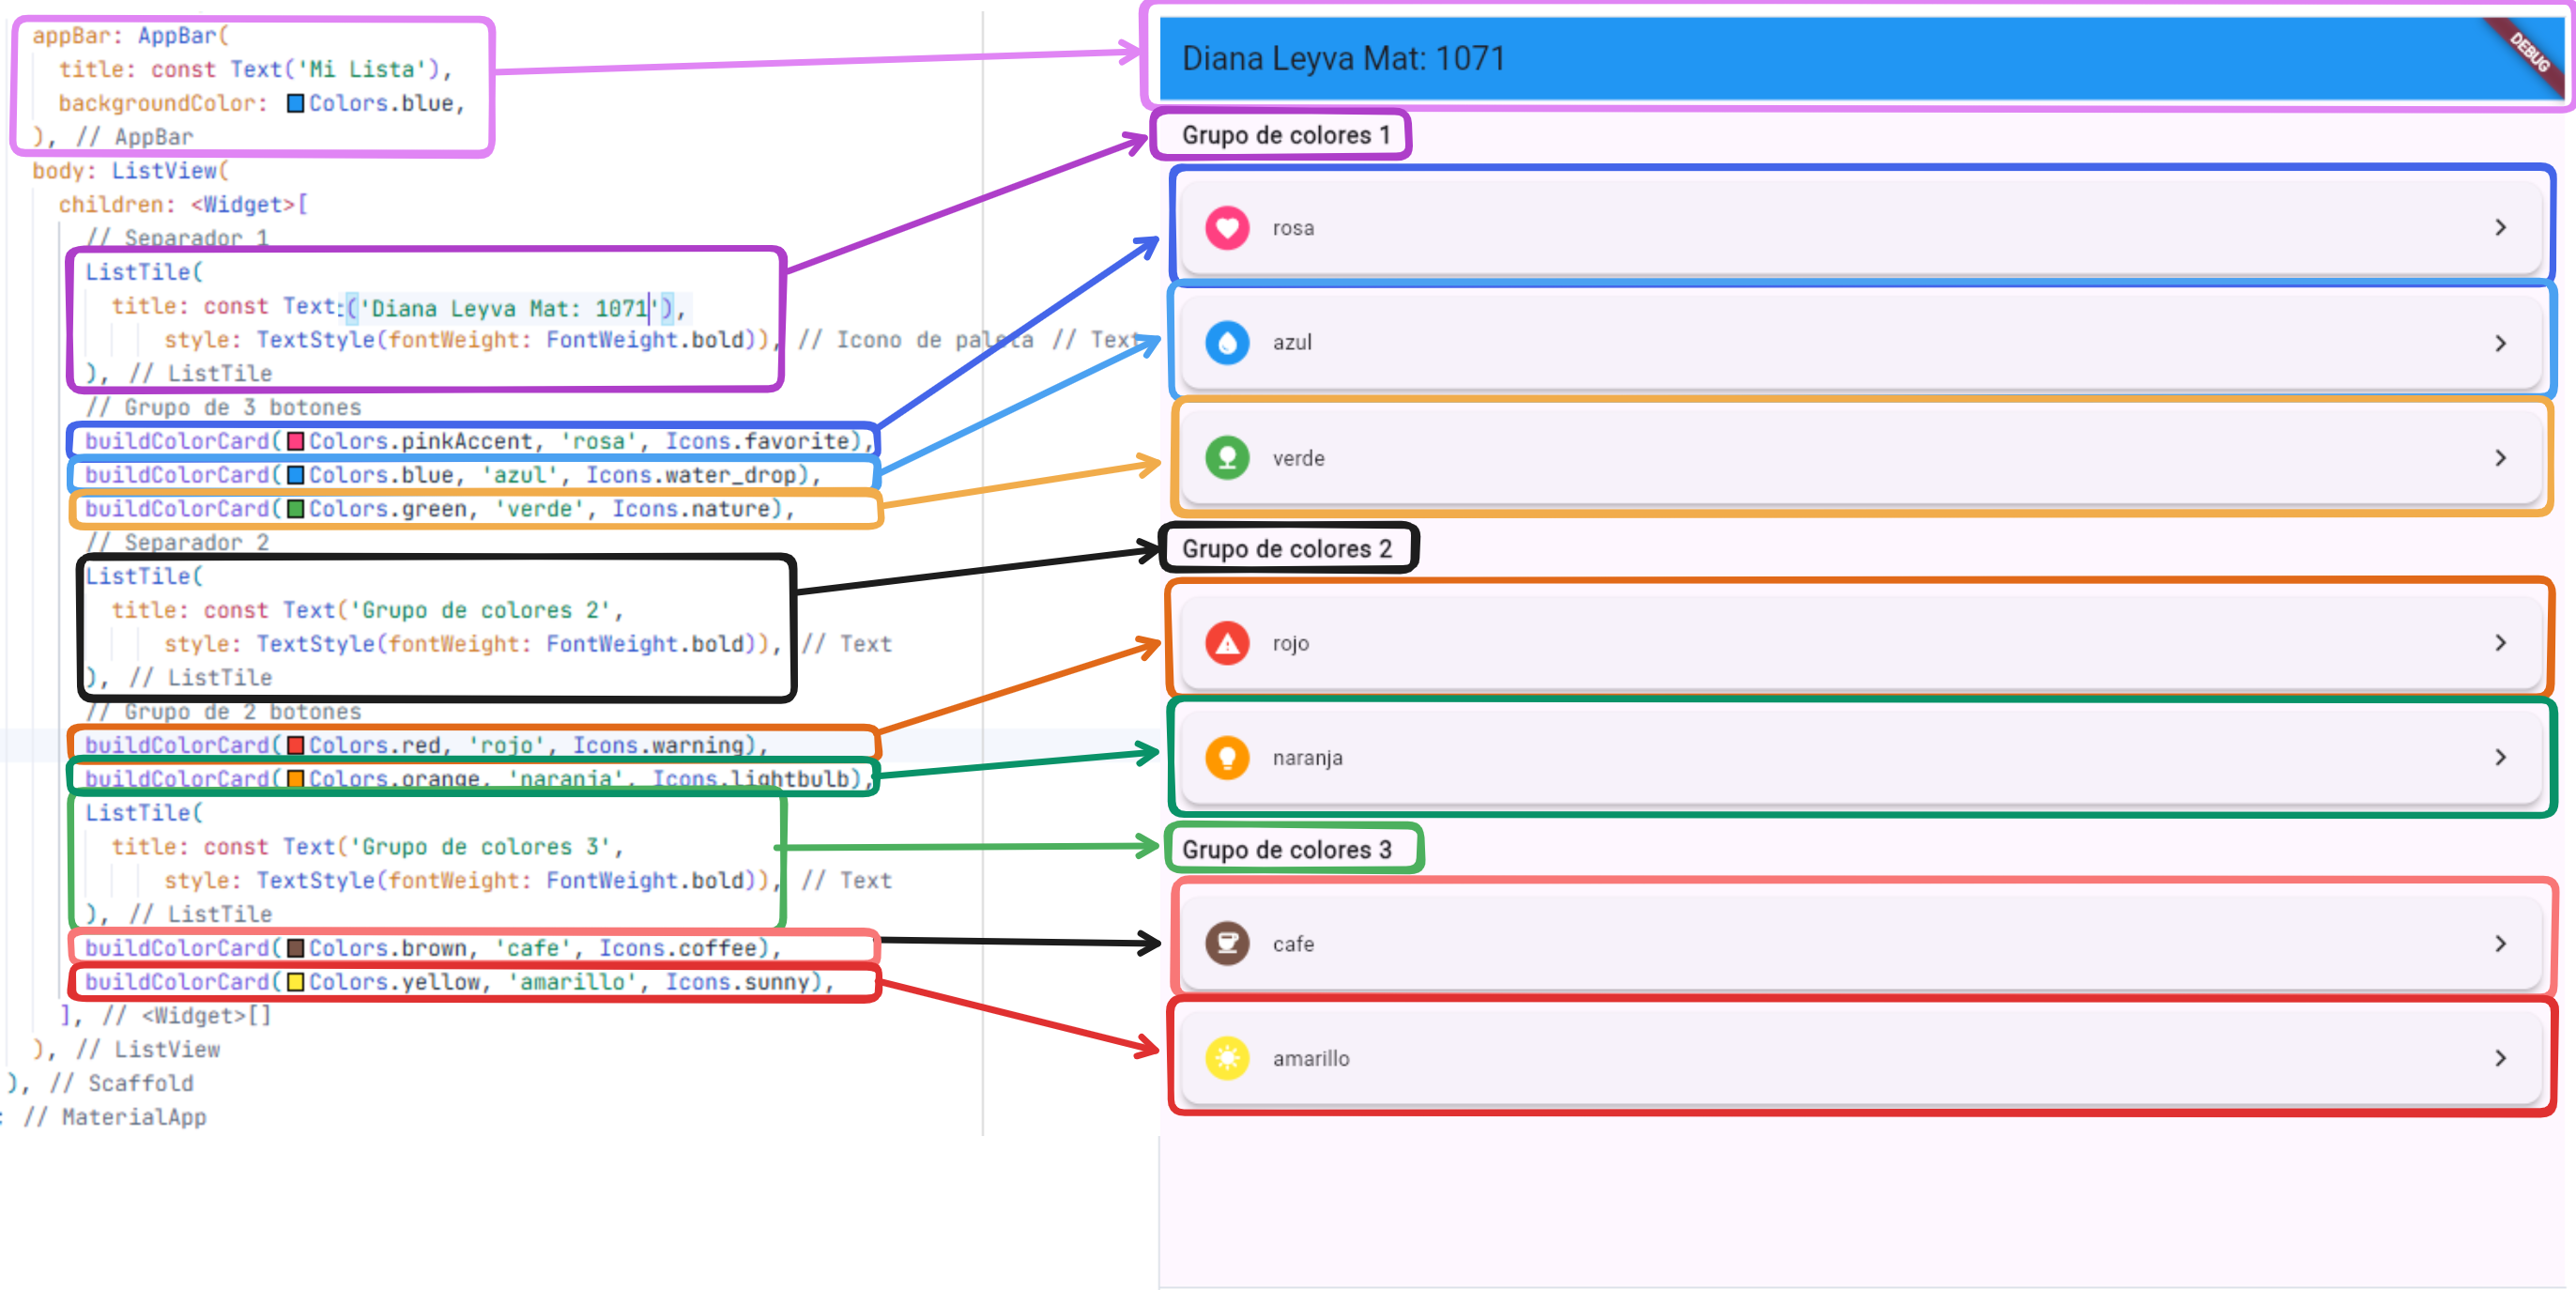 appBar: AppBar(
title: const Text('Mi Lista'),
backgroundColor: Colors.blue,
), // AppBar
body: ListView(
children: <Widget>[
// Separador 1
ListTile(
title: const Text('Diana Leyva Mat: 1071'),
style: TextStyle(fontWeight: FontWeight.bold)), // Icono de paleta // Text
), // ListTile
// Grupo de 3 botones
buildColorCard(Colors.pinkAccent, 'rosa', Icons.favorite),
buildColorCard(Colors.blue, 'azul', Icons.water_drop),
buildColorCard(Colors.green, 'verde', Icons.nature),
// Separador 2
ListTile(
title: const Text('Grupo de colores 2',
style: TextStyle(fontWeight: FontWeight.bold)), // Text
), // ListTile
// Grupo de 2 botones
buildColorCard(Colors.red, 'rojo', Icons.warning),
buildColorCard(Colors.orange, 'naranja', Icons.lightbulb),
ListTile(
title: const Text('Grupo de colores 3',
style: TextStyle(fontWeight: FontWeight.bold)), // Text
), // ListTile
buildColorCard(Colors.brown, 'cafe', Icons.coffee),
buildColorCard(Colors.yellow, 'amarillo', Icons.sunny),
], // <Widget>[]
), // ListView
), // Scaffold
// MaterialApp
Diana Leyva Mat: 1071
DEBUG
Grupo de colores 1
rosa
azul
verde
Grupo de colores 2
rojo
naranja
Grupo de colores 3
cafe
amarillo